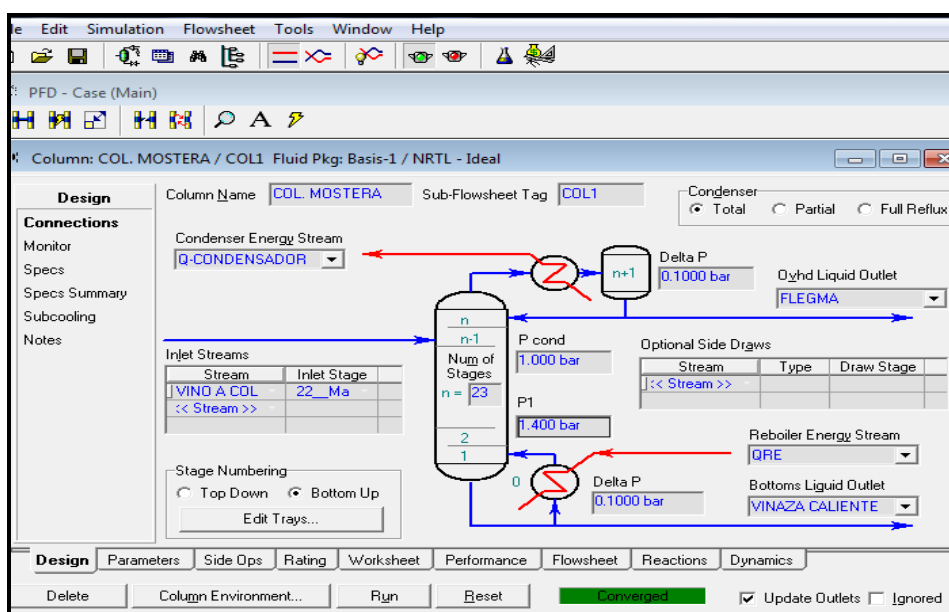 le Edit Simulation Flowsheet Tools Window Help
PFD - Case (Main)
A
Column: COL. MOSTERA / COL1 Fluid Pkg: Basis-1 / NRTL - Ideal
Design
Connections
Monitor
Specs
Specs Summary
Subcooling
Notes
Column Name COL. MOSTERA Sub-Flowsheet Tag COL1
Condenser
Total Partial Full Reflux
Condenser Energy Stream
Q-CONDENSADOR
n+1
Delta P
0.1000 bar
Ovhd Liquid Outlet
FLEGMA
n
n-1
Num of
Stages
n = 23
2
1
P cond
1.000 bar
P1
1.400 bar
Inlet Streams
Stream Inlet Stage
VINO A COL 22__Ma
<< Stream >>
Optional Side Draws
Stream Type Draw Stage
<< Stream >>
Stage Numbering
Top Down Bottom Up
Edit Trays...
0
Delta P
0.1000 bar
Reboiler Energy Stream
QRE
Bottoms Liquid Outlet
VINAZA CALIENTE
Design Parameters Side Ops Rating Worksheet Performance Flowsheet Reactions Dynamics
Delete Column Environment... Run Reset Converged Update Outlets Ignored